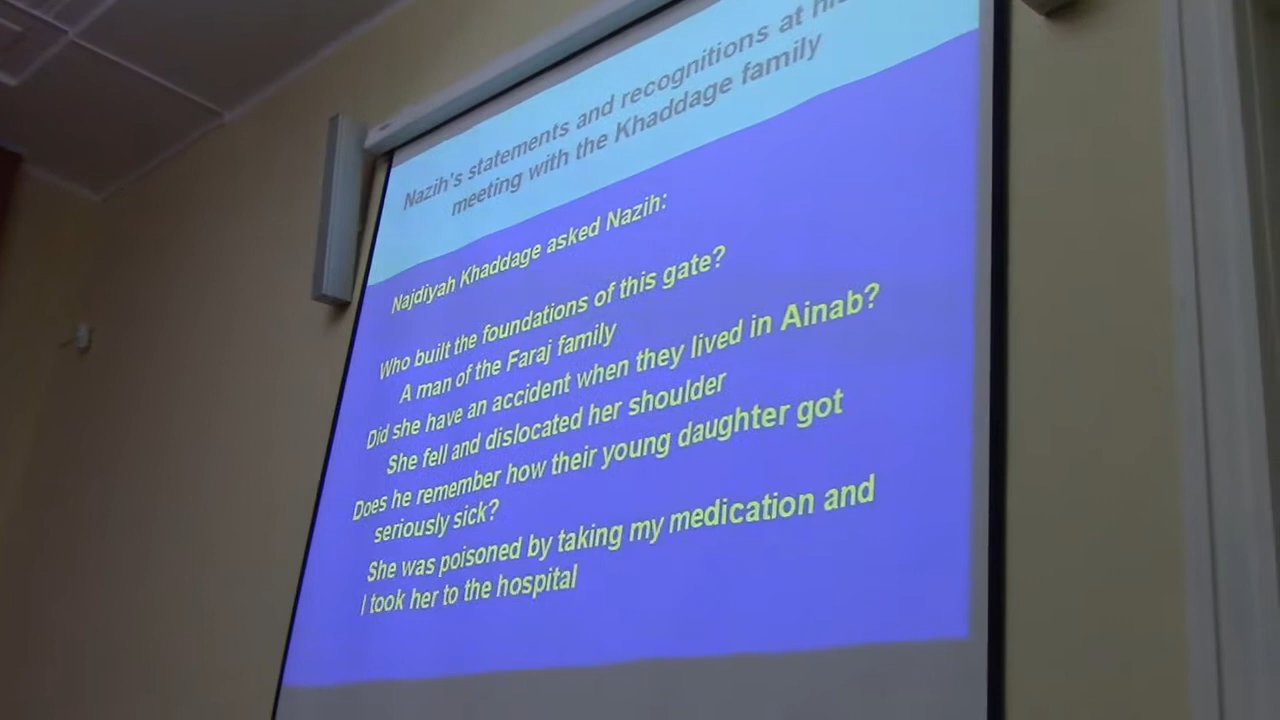 Nazih's statements and recognitions at his
meeting with the Khaddage family
Najdiyah Khaddage asked Nazih:
Who built the foundations of this gate?
A man of the Faraj family
Did she have an accident when they lived in Ainab?
She fell and dislocated her shoulder
Does he remember how their young daughter got
seriously sick?
She was poisoned by taking my medication and
I took her to the hospital